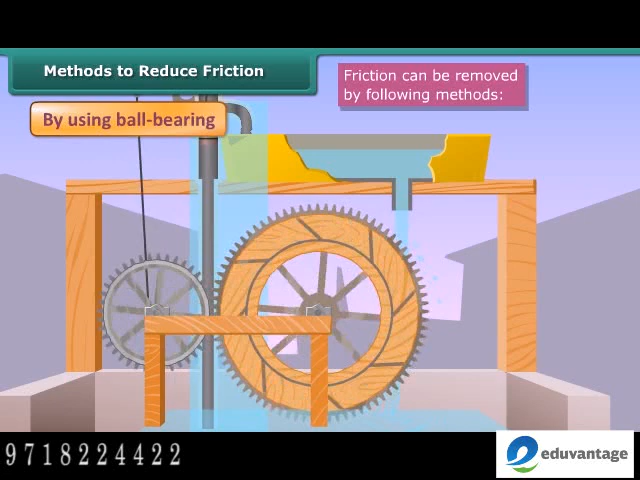 Methods to Reduce Friction
Friction can be removed
by following methods:
By using ball-bearing
9718224422
eduvantage